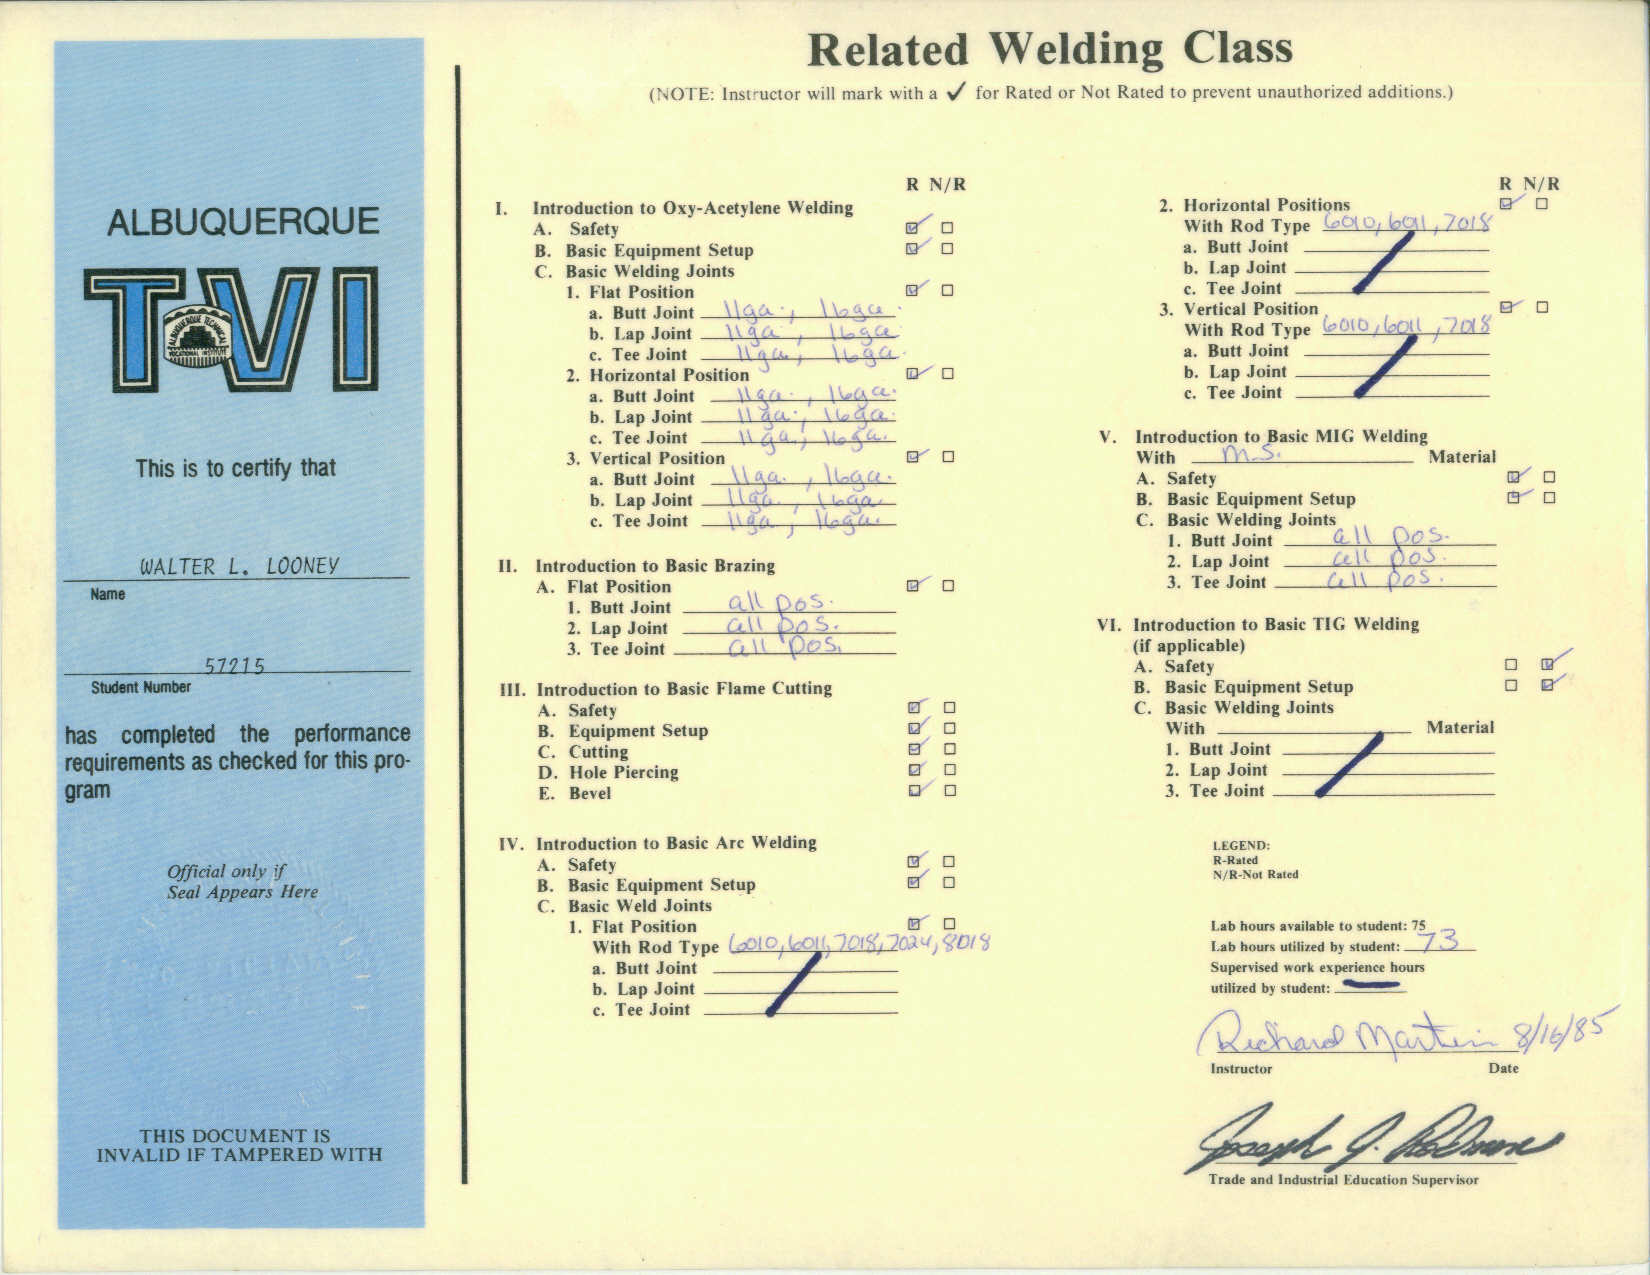 Related Welding Class
(NOTE: Instructor will mark with a ✓ for Rated or Not Rated to prevent unauthorized additions.)
ALBUQUERQUE
TVI
ALBUQUERQUE TECHNICAL
VOCATIONAL INSTITUTE
This is to certify that
WALTER L. LOONEY
Name
57215
Student Number
has completed the performance
requirements as checked for this pro-
gram
Official only if
Seal Appears Here
THIS DOCUMENT IS
INVALID IF TAMPERED WITH
R N/R
I. Introduction to Oxy-Acetylene Welding
A. Safety
B. Basic Equipment Setup
C. Basic Welding Joints
1. Flat Position
a. Butt Joint 11ga., 16ga.
b. Lap Joint 11ga., 16ga.
c. Tee Joint 11ga., 16ga.
2. Horizontal Position
a. Butt Joint 11ga., 16ga.
b. Lap Joint 11ga., 16ga.
c. Tee Joint 11ga., 16ga.
3. Vertical Position
a. Butt Joint 11ga., 16ga.
b. Lap Joint 11ga., 16ga.
c. Tee Joint 11ga., 16ga.
II. Introduction to Basic Brazing
A. Flat Position
1. Butt Joint all pos.
2. Lap Joint all pos.
3. Tee Joint all pos.
III. Introduction to Basic Flame Cutting
A. Safety
B. Equipment Setup
C. Cutting
D. Hole Piercing
E. Bevel
IV. Introduction to Basic Arc Welding
A. Safety
B. Basic Equipment Setup
C. Basic Weld Joints
1. Flat Position
With Rod Type 6010, 6011, 7018, 7024, 8018
a. Butt Joint
b. Lap Joint
c. Tee Joint
R N/R
2. Horizontal Positions
With Rod Type 6010, 6011, 7018
a. Butt Joint
b. Lap Joint
c. Tee Joint
3. Vertical Position
With Rod Type 6010, 6011, 7018
a. Butt Joint
b. Lap Joint
c. Tee Joint
V. Introduction to Basic MIG Welding
With M.S. Material
A. Safety
B. Basic Equipment Setup
C. Basic Welding Joints
1. Butt Joint all pos.
2. Lap Joint all pos.
3. Tee Joint all pos.
VI. Introduction to Basic TIG Welding
(if applicable)
A. Safety
B. Basic Equipment Setup
C. Basic Welding Joints
With Material
1. Butt Joint
2. Lap Joint
3. Tee Joint
LEGEND:
R-Rated
N/R-Not Rated
Lab hours available to student: 75
Lab hours utilized by student: 73
Supervised work experience hours
utilized by student:
Richard Martin 8/16/85
Instructor Date
Joseph J.
Trade and Industrial Education Supervisor